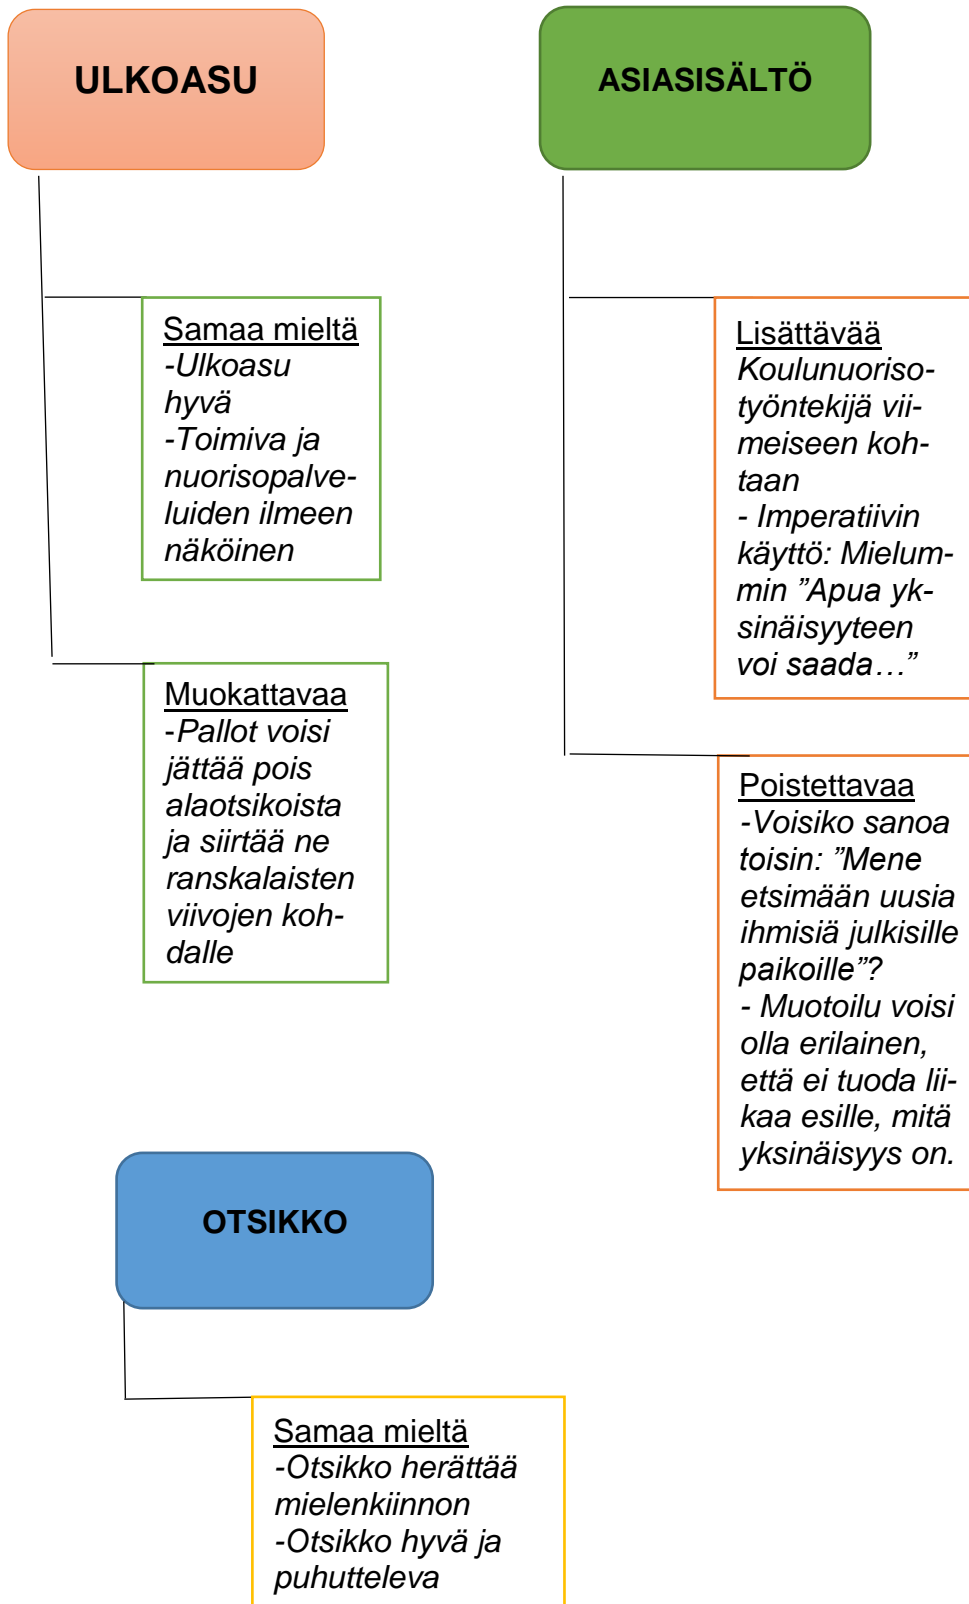 ULKOASU
Samaa mieltä
-Ulkoasu
hyvä
-Toimiva ja
nuorisopalve-
luiden ilmeen
näköinen
Muokattavaa
-Pallot voisi
jättää pois
alaotsikoista
ja siirtää ne
ranskalaisten
viivojen koh-
dalle
ASIASISÄLTÖ
Lisättävää
Koulunuoriso-
työntekijä vii-
meiseen koh-
taan
- Imperatiivin
käyttö: Mielum-
min ”Apua yk-
sinäisyyteen
voi saada…”
Poistettavaa
-Voisiko sanoa
toisin: ”Mene
etsimään uusia
ihmisiä julkisille
paikoille”?
- Muotoilu voisi
olla erilainen,
että ei tuoda lii-
kaa esille, mitä
yksinäisyys on.
OTSIKKO
Samaa mieltä
-Otsikko herättää
mielenkiinnon
-Otsikko hyvä ja
puhutteleva